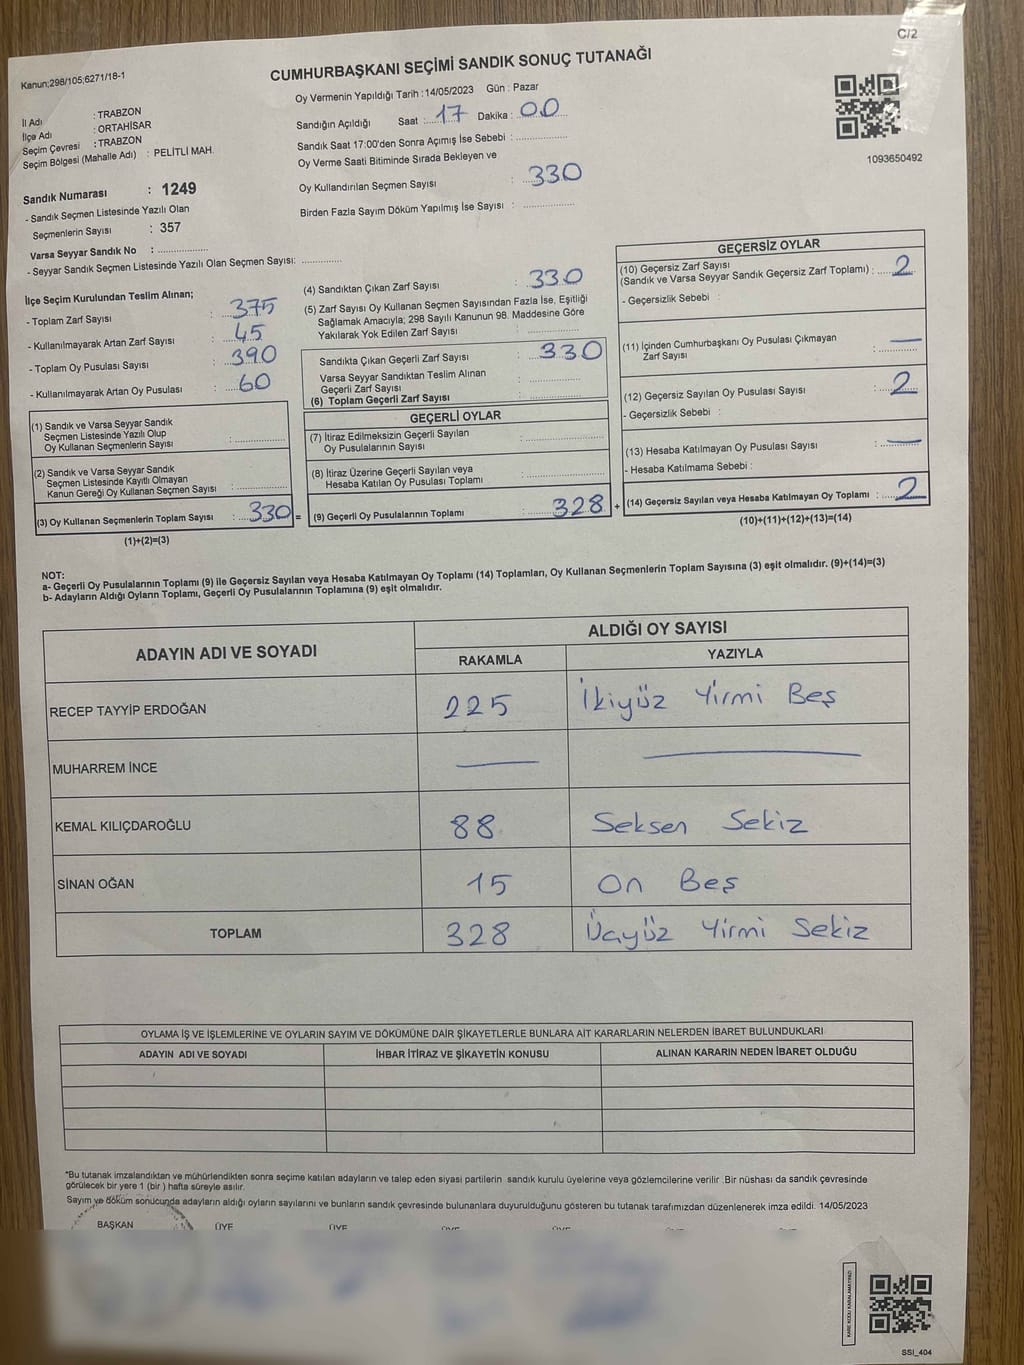 C/2
Kanun;298/105;6271/18-1
CUMHURBAŞKANI SEÇİMİ SANDIK SONUÇ TUTANAĞI
Oy Vermenin Yapıldığı Tarih : 14/05/2023 Gün : Pazar
İl Adı : TRABZON
İlçe Adı : ORTAHİSAR
Seçim Çevresi : TRABZON
Seçim Bölgesi (Mahalle Adı) : PELİTLİ MAH.
Sandık Numarası : 1249
- Sandık Seçmen Listesinde Yazılı Olan
Seçmenlerin Sayısı : 357
Varsa Seyyar Sandık No : ..................
- Seyyar Sandık Seçmen Listesinde Yazılı Olan Seçmen Sayısı: ..............
Sandığın Açıldığı Saat : 17 Dakika : 00
Sandık Saat 17:00'den Sonra Açımış İse Sebebi : ..................
Oy Verme Saati Bitiminde Sırada Bekleyen ve
Oy Kullandırılan Seçmen Sayısı : 330
Birden Fazla Sayım Döküm Yapılmış İse Sayısı : ..................
1093650492
İlçe Seçim Kurulundan Teslim Alınan;
- Toplam Zarf Sayısı : 375
- Kullanılmayarak Artan Zarf Sayısı : 45
- Toplam Oy Pusulası Sayısı : 390
- Kullanılmayarak Artan Oy Pusulası : 60
(1) Sandık ve Varsa Seyyar Sandık
Seçmen Listesinde Yazılı Olup
Oy Kullanan Seçmenlerin Sayısı : ..................
(2) Sandık ve Varsa Seyyar Sandık
Seçmen Listesinde Kayıtlı Olmayan
Kanun Gereği Oy Kullanan Seçmen Sayısı : ..................
(3) Oy Kullanan Seçmenlerin Toplam Sayısı : 330 =
(1)+(2)=(3)
(4) Sandıktan Çıkan Zarf Sayısı : 330
(5) Zarf Sayısı Oy Kullanan Seçmen Sayısından Fazla İse, Eşitliği
Sağlamak Amacıyla; 298 Sayılı Kanunun 98. Maddesine Göre
Yakılarak Yok Edilen Zarf Sayısı : ..................
Sandıkta Çıkan Geçerli Zarf Sayısı : 330
Varsa Seyyar Sandıktan Teslim Alınan
Geçerli Zarf Sayısı : ..................
(6) Toplam Geçerli Zarf Sayısı : ..................
GEÇERLİ OYLAR
(7) İtiraz Edilmeksizin Geçerli Sayılan
Oy Pusulalarının Sayısı : ..................
(8) İtiraz Üzerine Geçerli Sayılan veya
Hesaba Katılan Oy Pusulası Toplamı : ..................
(9) Geçerli Oy Pusulalarının Toplamı : 328 +
GEÇERSİZ OYLAR
(10) Geçersiz Zarf Sayısı
(Sandık ve Varsa Seyyar Sandık Geçersiz Zarf Toplamı) : 2
- Geçersizlik Sebebi :
(11) İçinden Cumhurbaşkanı Oy Pusulası Çıkmayan
Zarf Sayısı : —
(12) Geçersiz Sayılan Oy Pusulası Sayısı : 2
- Geçersizlik Sebebi :
(13) Hesaba Katılmayan Oy Pusulası Sayısı : —
- Hesaba Katılmama Sebebi :
(14) Geçersiz Sayılan veya Hesaba Katılmayan Oy Toplamı : 2
(10)+(11)+(12)+(13)=(14)
NOT:
a- Geçerli Oy Pusulalarının Toplamı (9) ile Geçersiz Sayılan veya Hesaba Katılmayan Oy Toplamı (14) Toplamları, Oy Kullanan Seçmenlerin Toplam Sayısına (3) eşit olmalıdır. (9)+(14)=(3)
b- Adayların Aldığı Oyların Toplamı, Geçerli Oy Pusulalarının Toplamına (9) eşit olmalıdır.
ADAYIN ADI VE SOYADI ALDIĞI OY SAYISI
RAKAMLA YAZIYLA
RECEP TAYYİP ERDOĞAN 225 İkiyüz Yirmi Beş
MUHARREM İNCE — —
KEMAL KILIÇDAROĞLU 88 Seksen Sekiz
SİNAN OĞAN 15 On Beş
TOPLAM 328 Üçyüz Yirmi Sekiz
OYLAMA İŞ VE İŞLEMLERİNE VE OYLARIN SAYIM VE DÖKÜMÜNE DAİR ŞİKAYETLERLE BUNLARA AİT KARARLARIN NELERDEN İBARET BULUNDUKLARI
ADAYIN ADI VE SOYADI İHBAR İTİRAZ VE ŞİKAYETİN KONUSU ALINAN KARARIN NEDEN İBARET OLDUĞU
*Bu tutanak imzalandıktan ve mühürlendikten sonra seçime katılan adayların ve talep eden siyasi partilerin sandık kurulu üyelerine veya gözlemcilerine verilir .Bir nüshası da sandık çevresinde
görülecek bir yere 1 (bir ) hafta süreyle asılır.
Sayım ve döküm sonucunda adayların aldığı oyların sayılarını ve bunların sandık çevresinde bulunanlara duyurulduğunu gösteren bu tutanak tarafımızdan düzenlenerek imza edildi. 14/05/2023
BAŞKAN ÜYE ÜYE ÜYE ÜYE
KARE KODU KARALAMAYINIZ!
SSİ_404